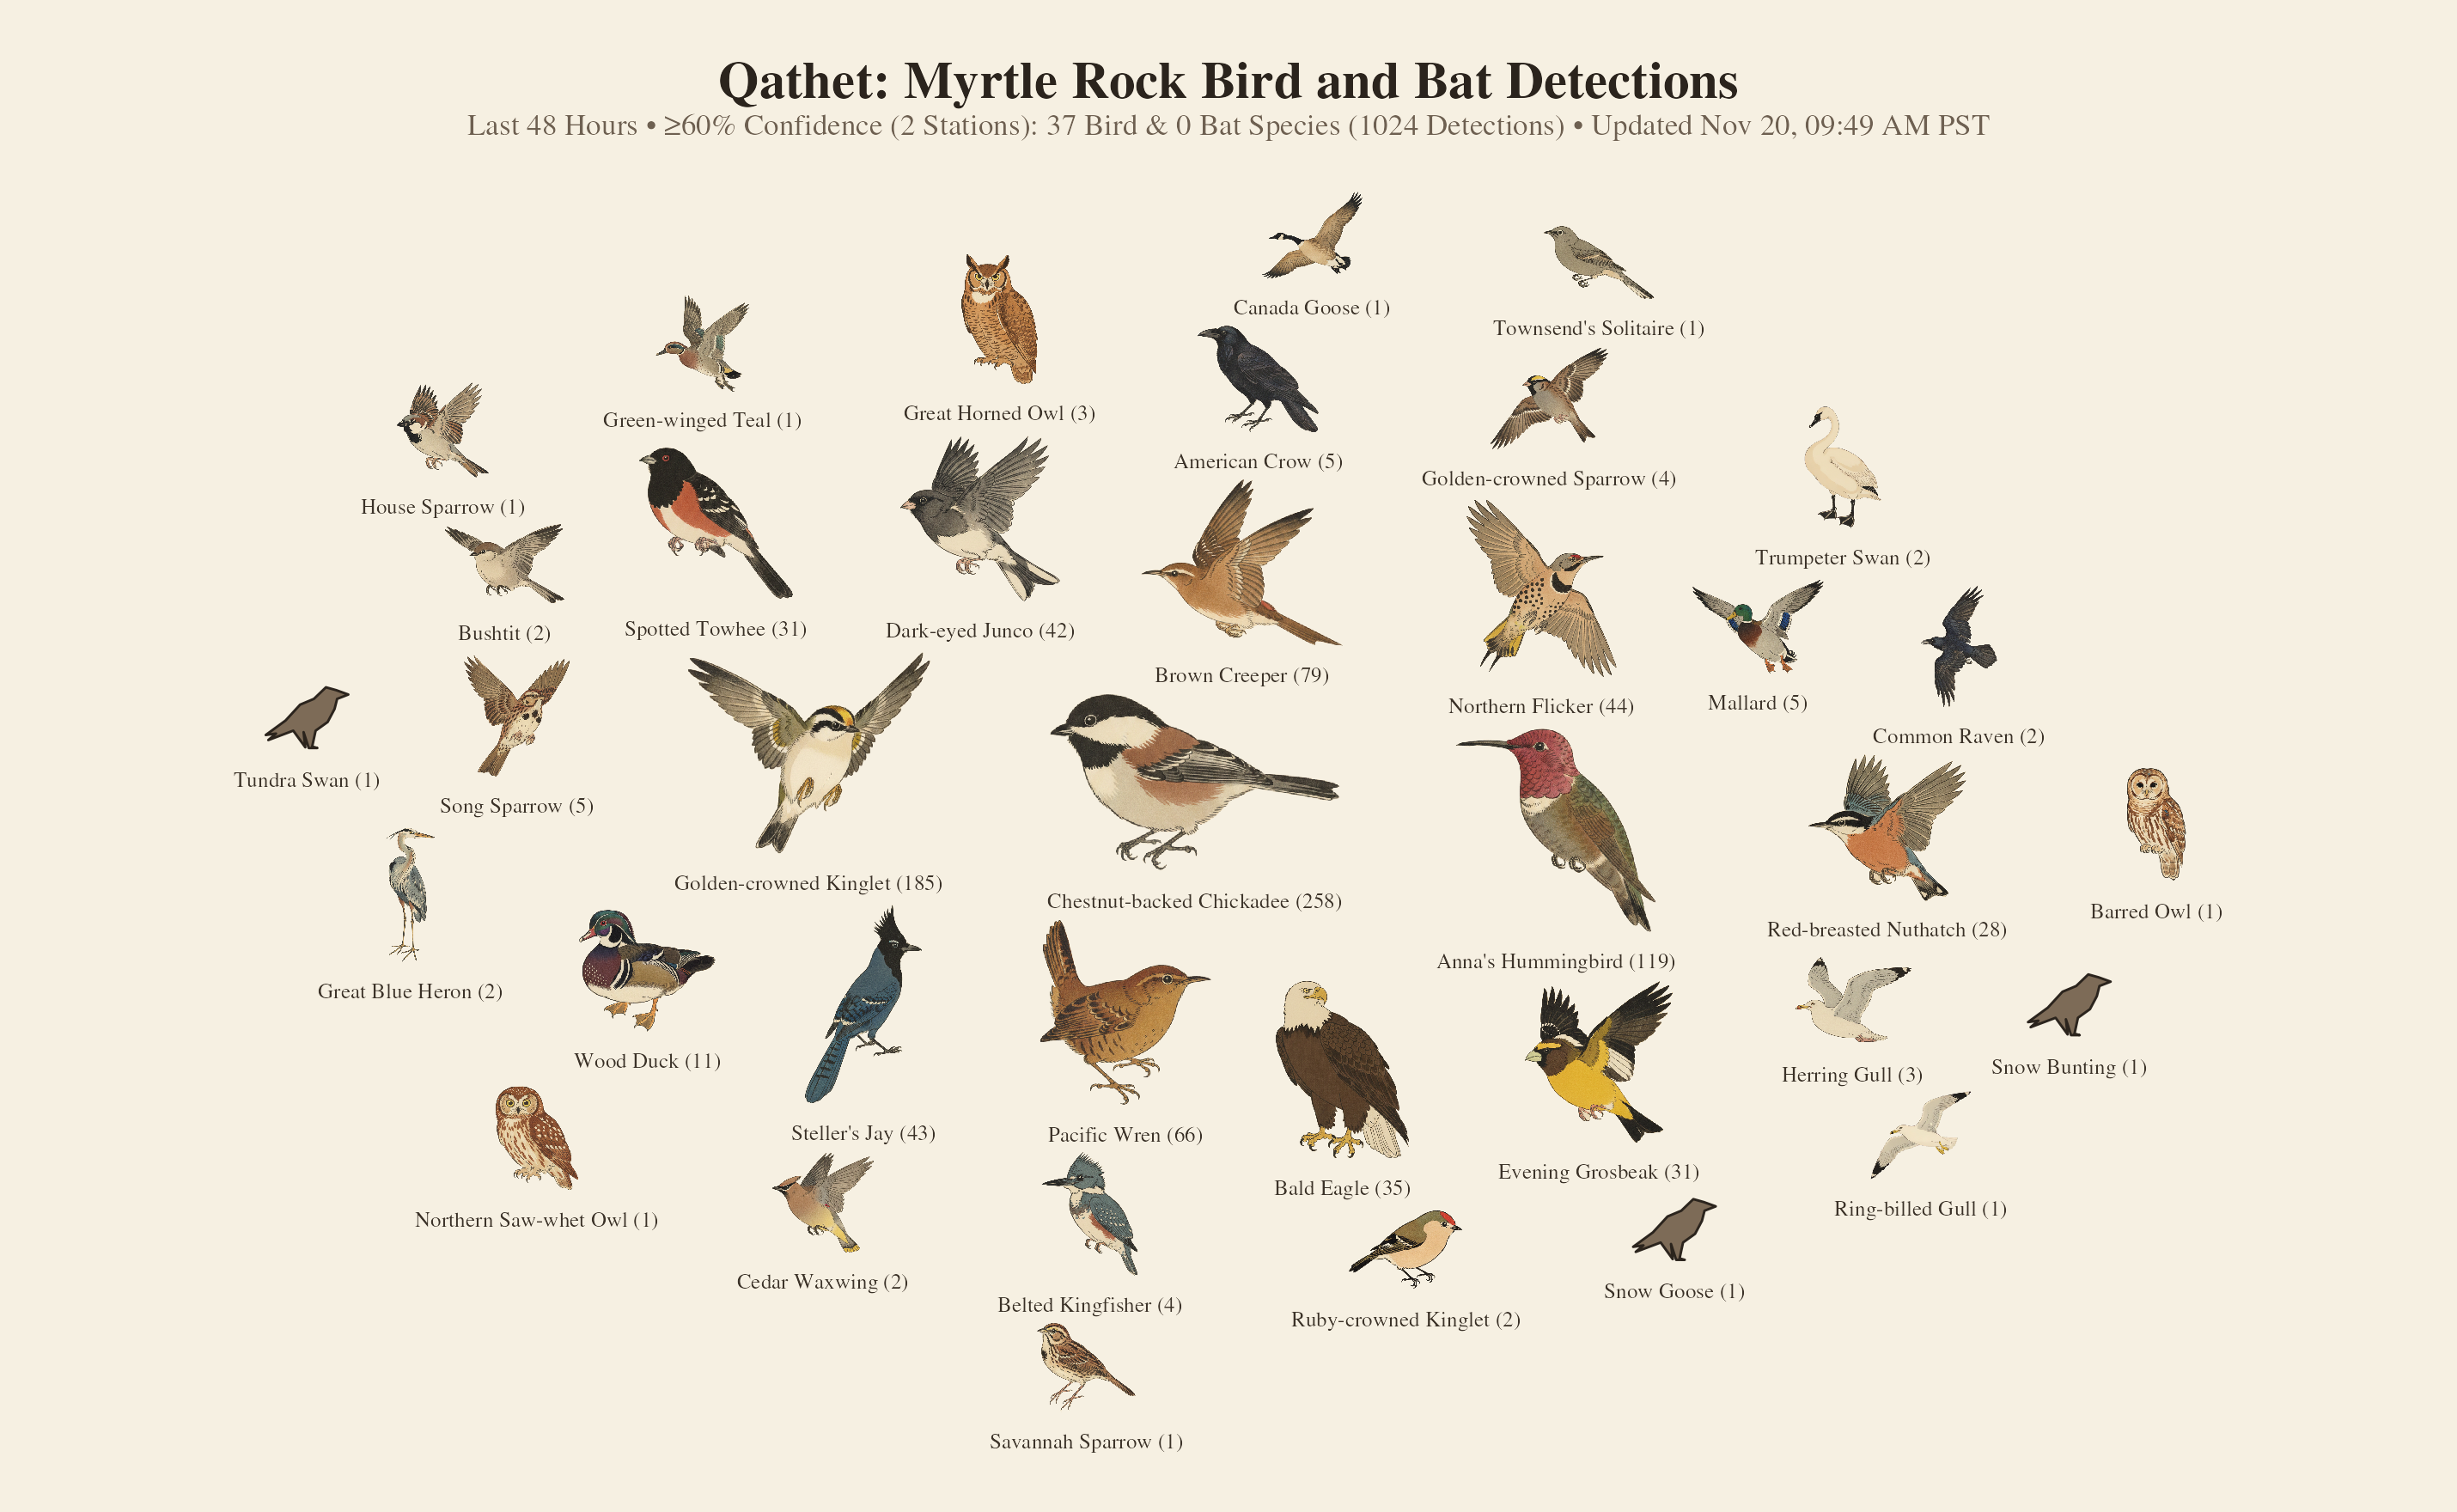 Qathet: Myrtle Rock Bird and Bat Detections
Last 48 Hours • ≥60% Confidence (2 Stations): 37 Bird & 0 Bat Species (1024 Detections) • Updated Nov 20, 09:49 AM PST
Canada Goose (1)
Townsend's Solitaire (1)
Green-winged Teal (1)
Great Horned Owl (3)
American Crow (5)
Golden-crowned Sparrow (4)
House Sparrow (1)
Trumpeter Swan (2)
Bushtit (2)
Spotted Towhee (31)
Dark-eyed Junco (42)
Brown Creeper (79)
Northern Flicker (44)
Mallard (5)
Common Raven (2)
Tundra Swan (1)
Song Sparrow (5)
Golden-crowned Kinglet (185)
Chestnut-backed Chickadee (258)
Anna's Hummingbird (119)
Red-breasted Nuthatch (28)
Barred Owl (1)
Great Blue Heron (2)
Wood Duck (11)
Steller's Jay (43)
Pacific Wren (66)
Bald Eagle (35)
Evening Grosbeak (31)
Herring Gull (3)
Snow Bunting (1)
Northern Saw-whet Owl (1)
Cedar Waxwing (2)
Belted Kingfisher (4)
Ruby-crowned Kinglet (2)
Snow Goose (1)
Ring-billed Gull (1)
Savannah Sparrow (1)